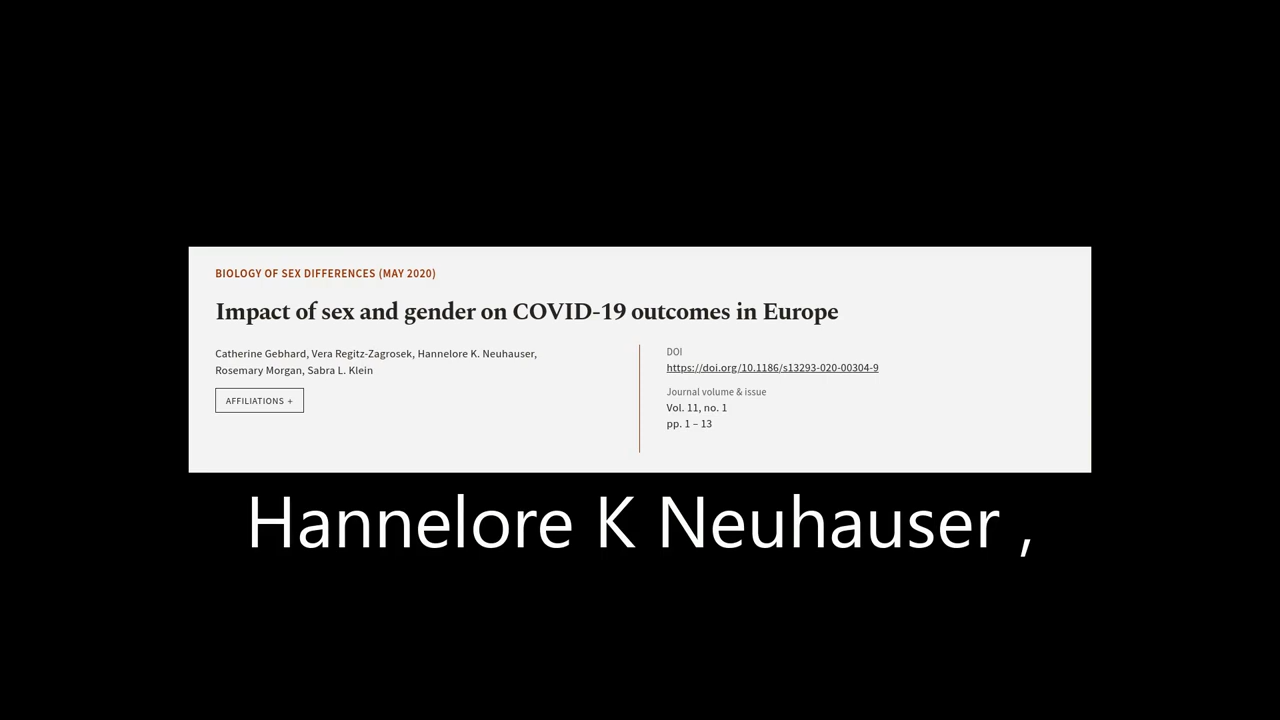 BIOLOGY OF SEX DIFFERENCES (MAY 2020)
Impact of sex and gender on COVID-19 outcomes in Europe
Catherine Gebhard, Vera Regitz-Zagrosek, Hannelore K. Neuhauser,
Rosemary Morgan, Sabra L. Klein
AFFILIATIONS +
DOI
https://doi.org/10.1186/s13293-020-00304-9
Journal volume & issue
Vol. 11, no. 1
pp. 1 – 13
Hannelore K Neuhauser ,